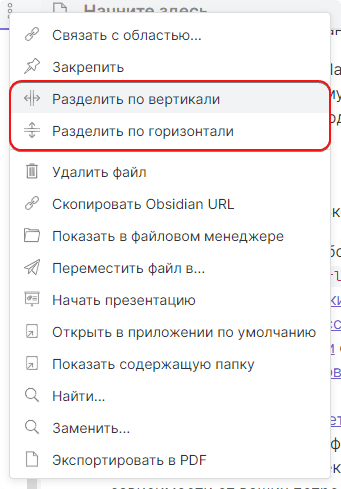 Начните здесь
Связать с областью...
Закрепить
Разделить по вертикали
Разделить по горизонтали
Удалить файл
Скопировать Obsidian URL
Показать в файловом менеджере
Переместить файл в...
Начать презентацию
Открыть в приложении по умолчанию
Показать содержащую папку
Найти...
Заменить...
Экспортировать в PDF